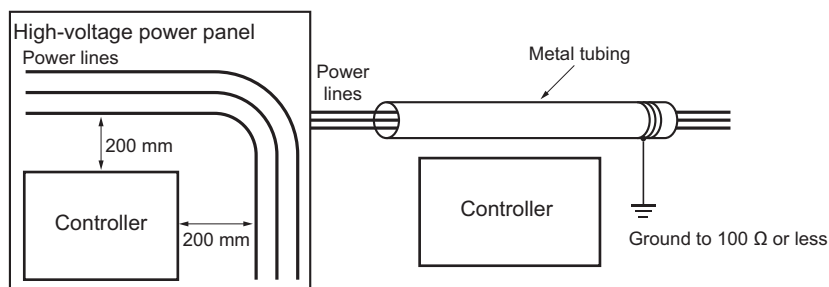 High-voltage power panel
Power lines
Power
lines
Metal tubing
200 mm
Controller
200 mm
Controller
Ground to 100 Ω or less